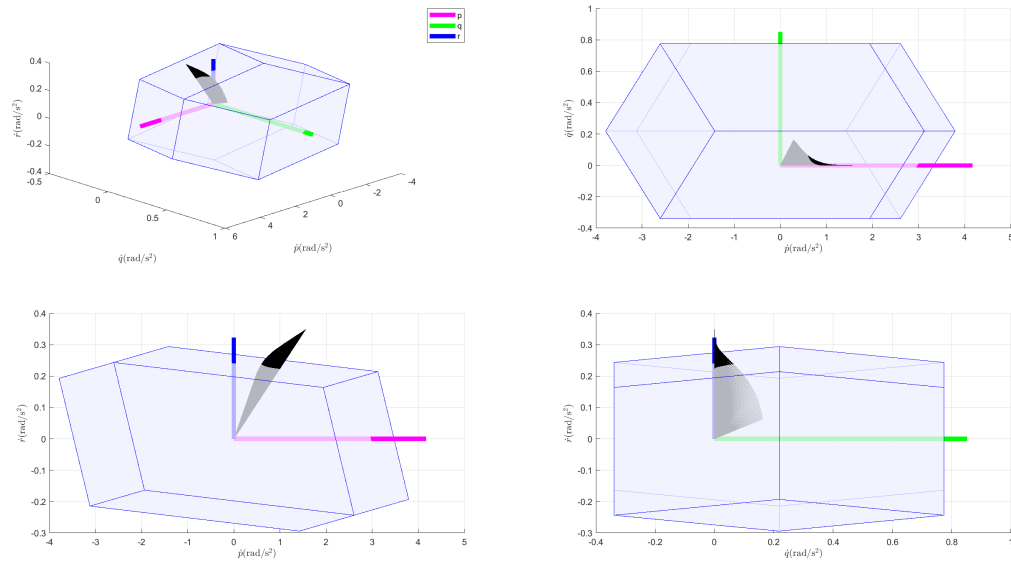 p
q
r
0.4
0.2
0
-0.2
-0.4
-0.5
0
0.5
1
6
4
2
0
-2
-4
ṙ(rad/s²)
q̇(rad/s²)
ṗ(rad/s²)
1
0.8
0.6
0.4
0.2
0
-0.2
-0.4
-4 -3 -2 -1 0 1 2 3 4 5
q̇(rad/s²)
ṗ(rad/s²)
0.4
0.3
0.2
0.1
0
-0.1
-0.2
-0.3
-4 -3 -2 -1 0 1 2 3 4 5
ṙ(rad/s²)
ṗ(rad/s²)
0.4
0.3
0.2
0.1
0
-0.1
-0.2
-0.3
-0.4 -0.2 0 0.2 0.4 0.6 0.8 1
ṙ(rad/s²)
q̇(rad/s²)